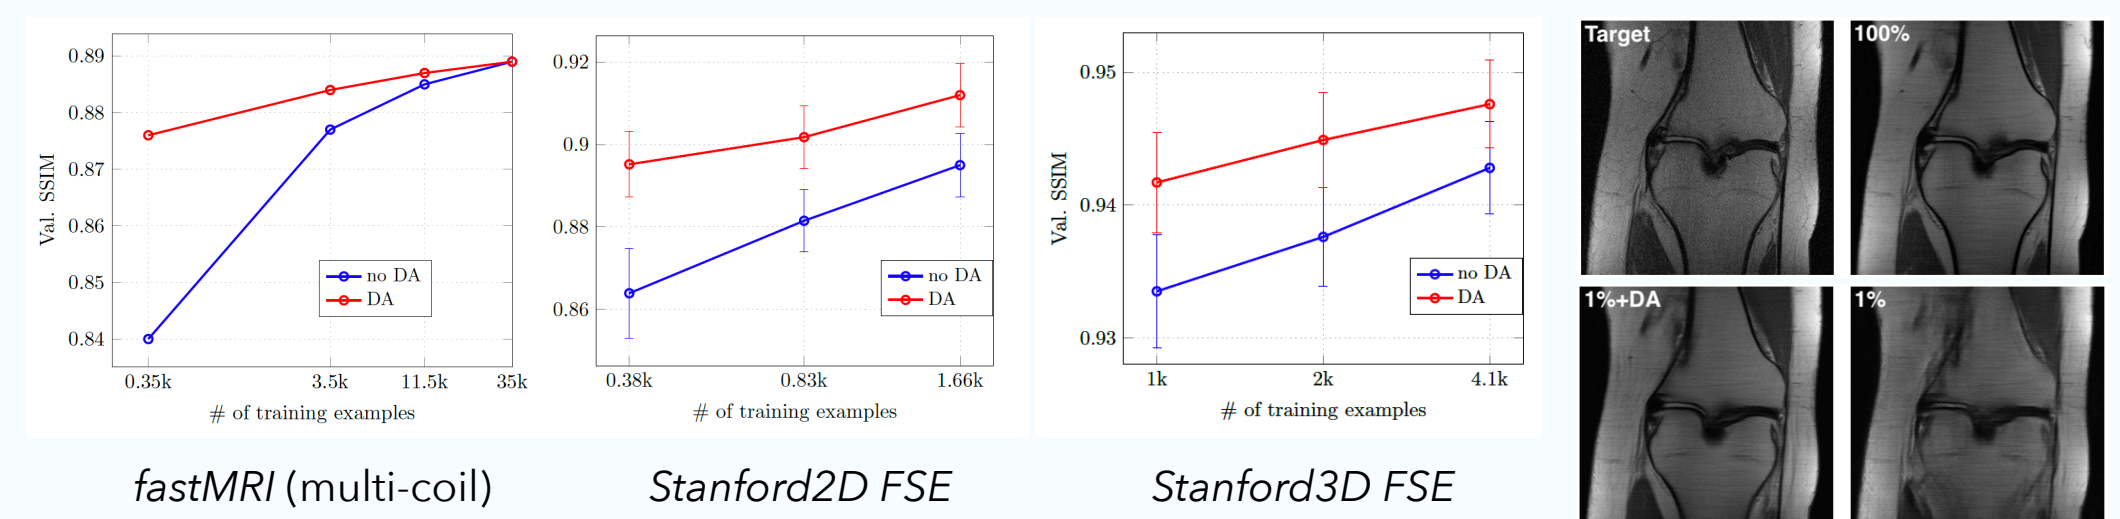 0.89
0.88
0.87
0.86
0.85
0.84
Val. SSIM
no DA
DA
0.35k 3.5k 11.5k 35k
# of training examples
fastMRI (multi-coil)
0.92
0.9
0.88
0.86
no DA
DA
0.38k 0.83k 1.66k
# of training examples
Stanford2D FSE
0.95
0.94
0.93
Val. SSIM
no DA
DA
1k 2k 4.1k
# of training examples
Stanford3D FSE
Target
100%
1%+DA
1%